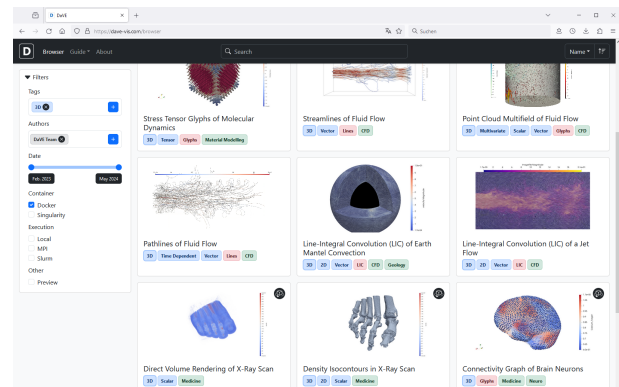 DaVE
https://dave-vis.com/browser
Suchen
D Browser Guide About
Search
Name
Filters
Tags
3D
Authors
DaVE Team
Date
Feb. 2023 May 2024
Container
Docker
Singularity
Execution
Local
MPI
Slurm
Other
Preview
Stress Tensor Glyphs of Molecular
Dynamics
3D Tensor Glyphs Material Modelling
Streamlines of Fluid Flow
3D Vector Lines CFD
Point Cloud Multifield of Fluid Flow
3D Multivariate Scalar Vector Glyphs CFD
Pathlines of Fluid Flow
3D Time Dependent Vector Lines CFD
Line-Integral Convolution (LIC) of Earth
Mantel Convection
3D 2D Vector LIC CFD Geology
Line-Integral Convolution (LIC) of a Jet
Flow
3D 2D Vector LIC CFD
Direct Volume Rendering of X-Ray Scan
3D Scalar Medicine
Density Isocontours in X-Ray Scan
3D 2D Scalar Medicine
Connectivity Graph of Brain Neurons
3D Glyphs Medicine Neuro